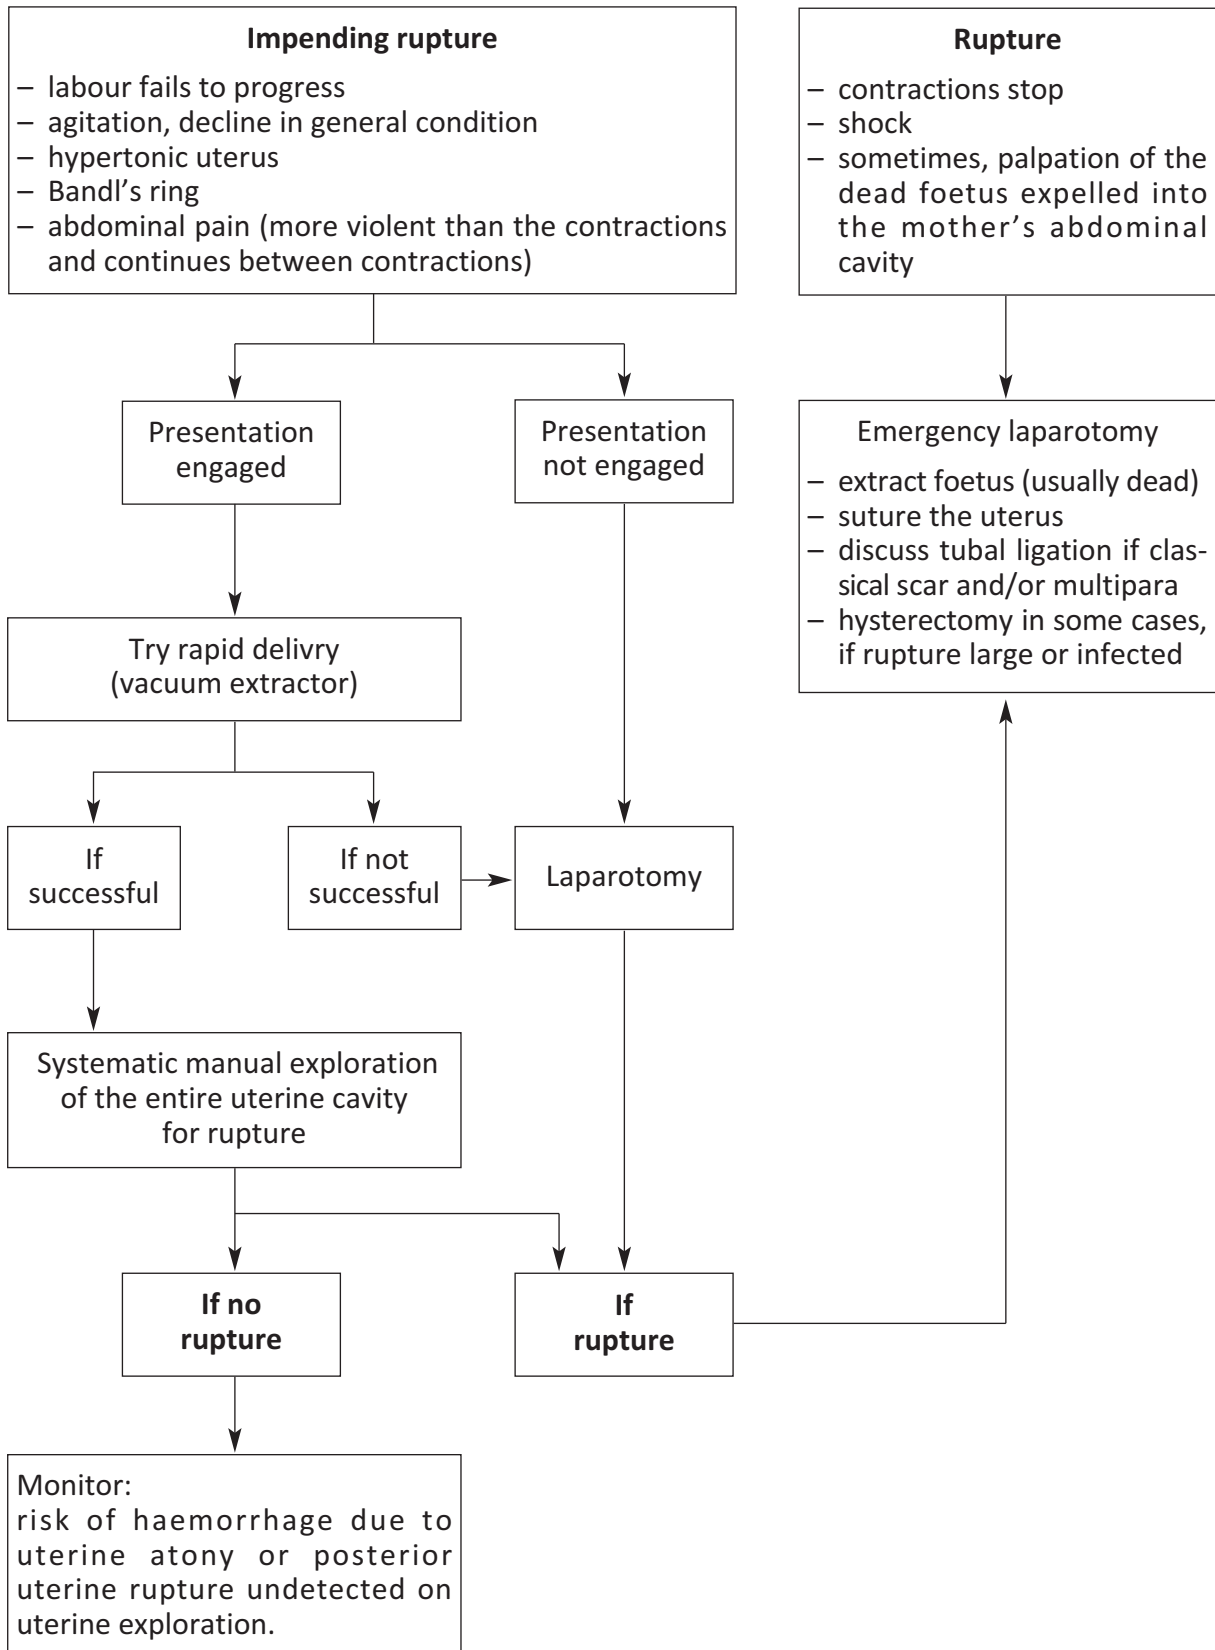 Impending rupture
– labour fails to progress
– agitation, decline in general condition
– hypertonic uterus
– Bandl’s ring
– abdominal pain (more violent than the contractions
and continues between contractions)
Rupture
– contractions stop
– shock
– sometimes, palpation of the
dead foetus expelled into
the mother’s abdominal
cavity
Presentation
engaged
Presentation
not engaged
Emergency laparotomy
– extract foetus (usually dead)
– suture the uterus
– discuss tubal ligation if clas-
sical scar and/or multipara
– hysterectomy in some cases,
if rupture large or infected
Try rapid delivry
(vacuum extractor)
If
successful
If not
successful
Laparotomy
Systematic manual exploration
of the entire uterine cavity
for rupture
If no
rupture
If
rupture
Monitor:
risk of haemorrhage due to
uterine atony or posterior
uterine rupture undetected on
uterine exploration.